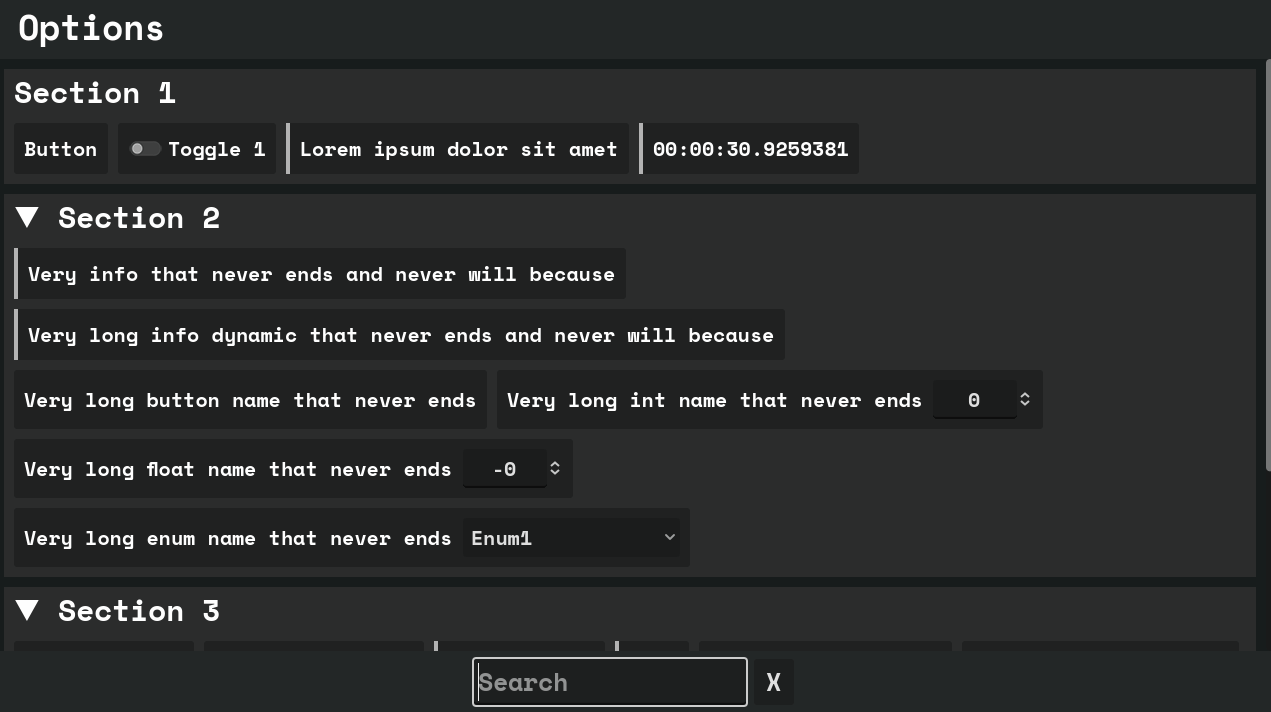 Options
Section 1
Button Toggle 1 Lorem ipsum dolor sit amet 00:00:30.9259381
▼ Section 2
Very info that never ends and never will because
Very long info dynamic that never ends and never will because
Very long button name that never ends Very long int name that never ends 0
Very long float name that never ends -0
Very long enum name that never ends Enum1
▼ Section 3
Search X